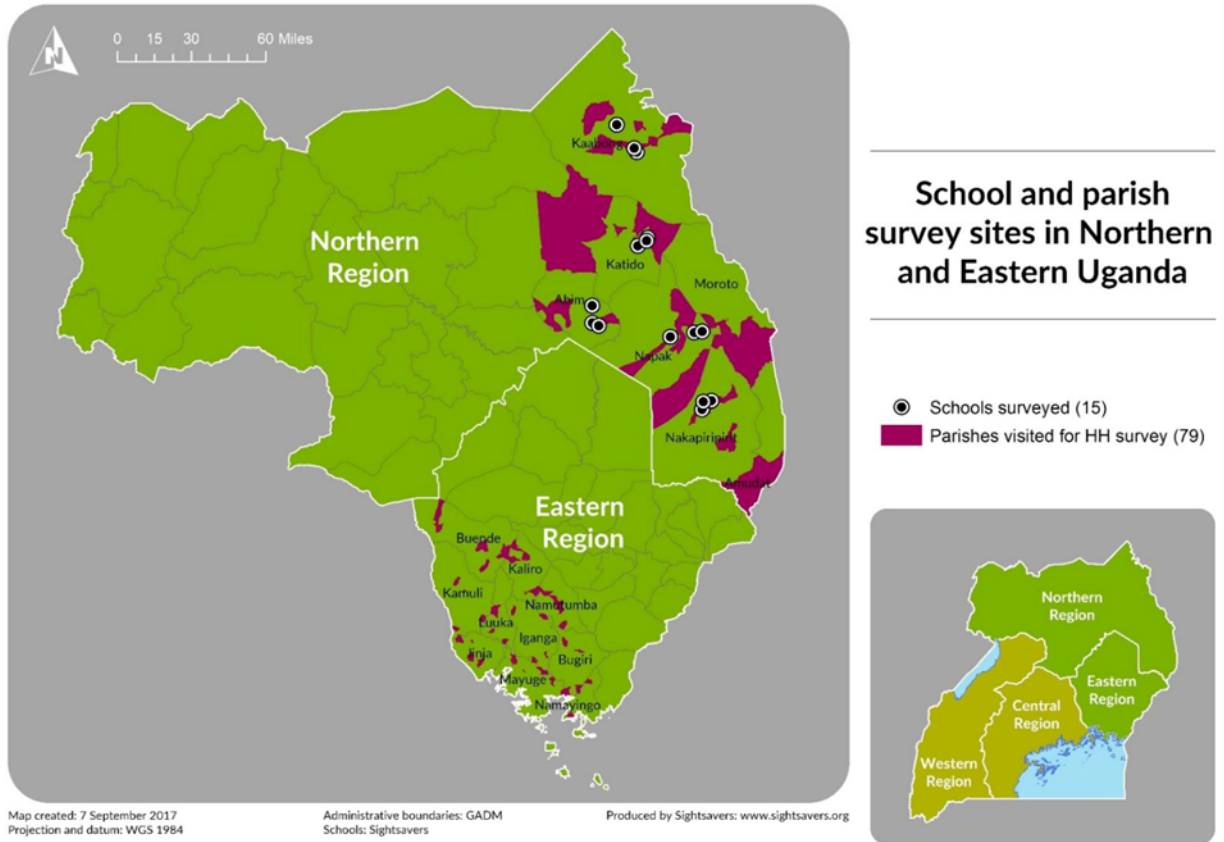 N
0 15 30 60 Miles
Kaabong
Northern
Region
Katido
Moroto
Abim
Napak
Nakapiripirit
Amudat
Eastern
Region
Buende
Kaliro
Kamuli
Namutumba
Luuka
Iganga
Jinja
Bugiri
Mayuge
Namayingo
School and parish
survey sites in Northern
and Eastern Uganda
Schools surveyed (15)
Parishes visited for HH survey (79)
Northern
Region
Eastern
Region
Central
Region
Western
Region
Map created: 7 September 2017
Projection and datum: WGS 1984
Administrative boundaries: GADM
Schools: Sightsavers
Produced by Sightsavers: www.sightsavers.org